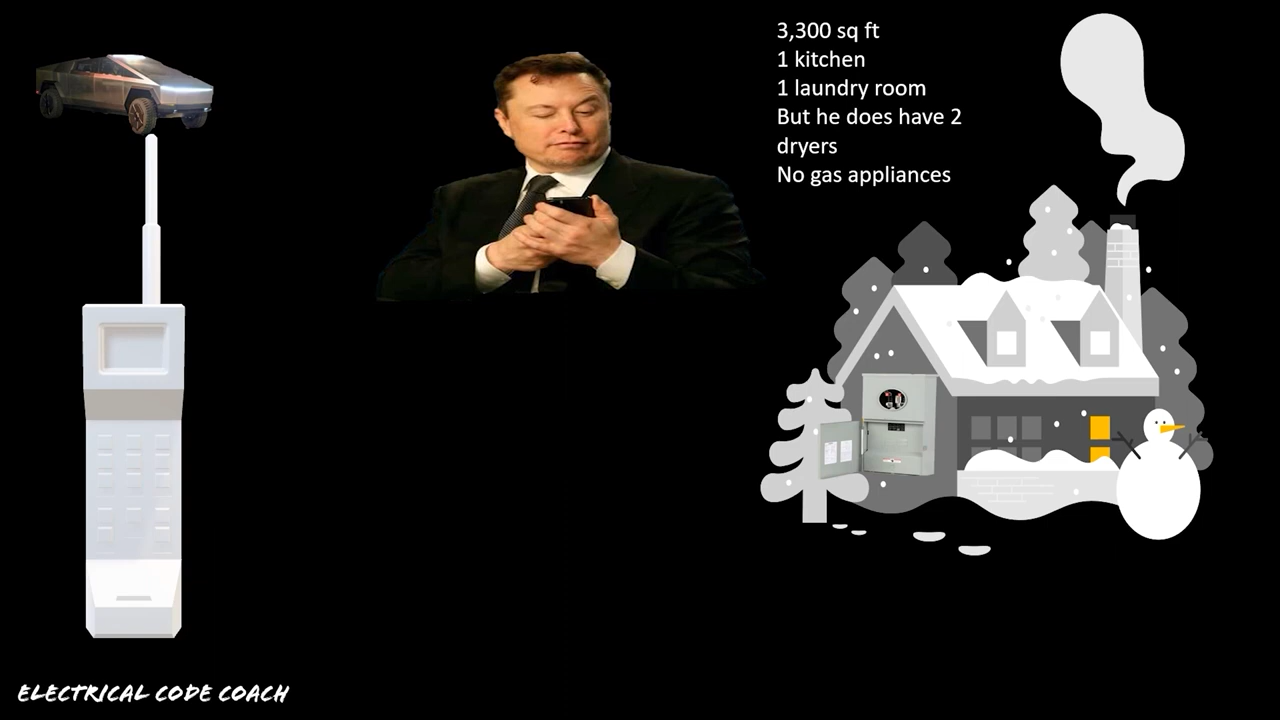 3,300 sq ft
1 kitchen
1 laundry room
But he does have 2
dryers
No gas appliances
ELECTRICAL CODE COACH